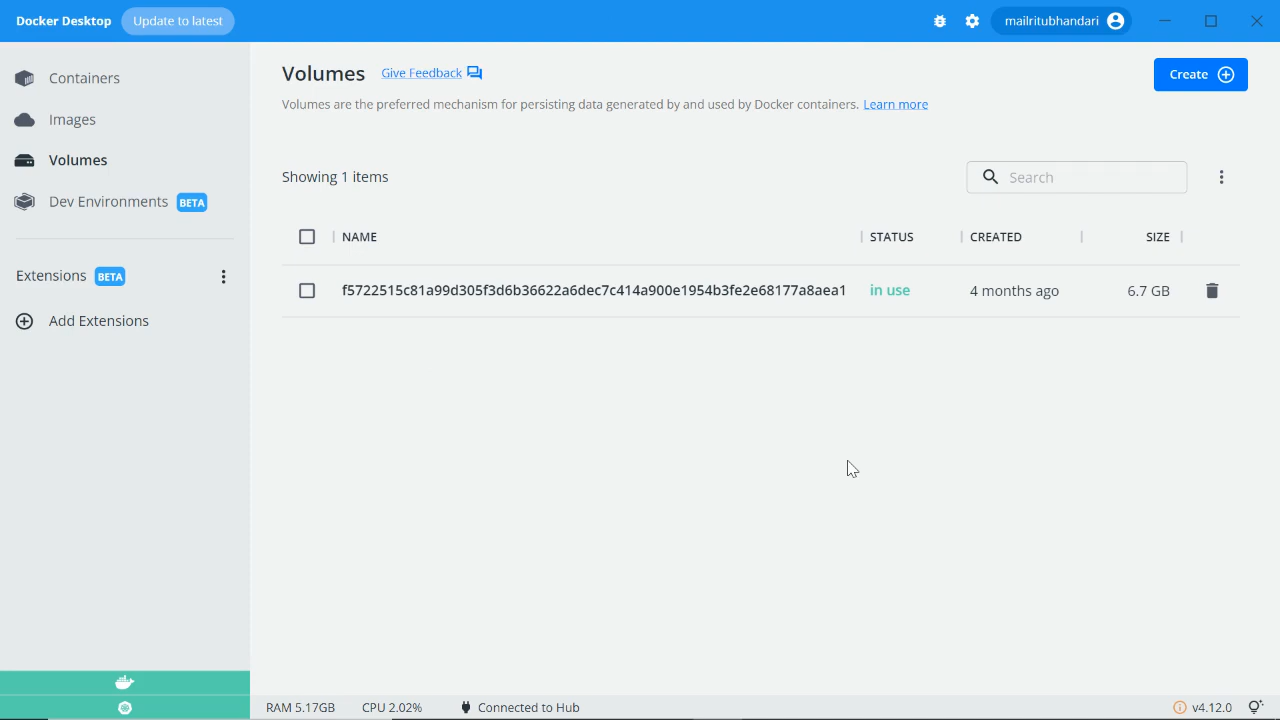 Docker Desktop
Update to latest
mailritubhandari
Containers
Images
Volumes
Dev Environments BETA
Extensions BETA
Add Extensions
Volumes Give Feedback
Create
Volumes are the preferred mechanism for persisting data generated by and used by Docker containers. Learn more
Showing 1 items
Search
NAME STATUS CREATED SIZE
f5722515c81a99d305f3d6b36622a6dec7c414a900e1954b3fe2e68177a8aea1 in use 4 months ago 6.7 GB
RAM 5.17GB CPU 2.02% Connected to Hub v4.12.0